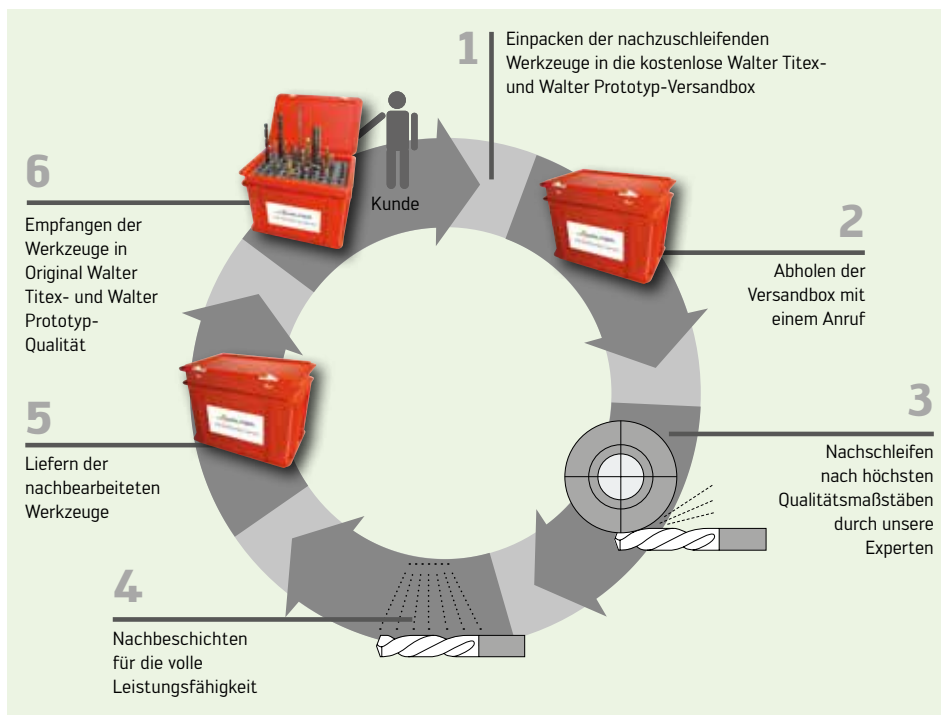 1
Einpacken der nachzuschleifenden
Werkzeuge in die kostenlose Walter Titex-
und Walter Prototyp-Versandbox
Kunde
2
Abholen der
Versandbox mit
einem Anruf
3
Nachschleifen
nach höchsten
Qualitätsmaßstäben
durch unsere
Experten
4
Nachbeschichten
für die volle
Leistungsfähigkeit
5
Liefern der
nachbearbeiteten
Werkzeuge
6
Empfangen der
Werkzeuge in
Original Walter
Titex- und Walter
Prototyp-
Qualität